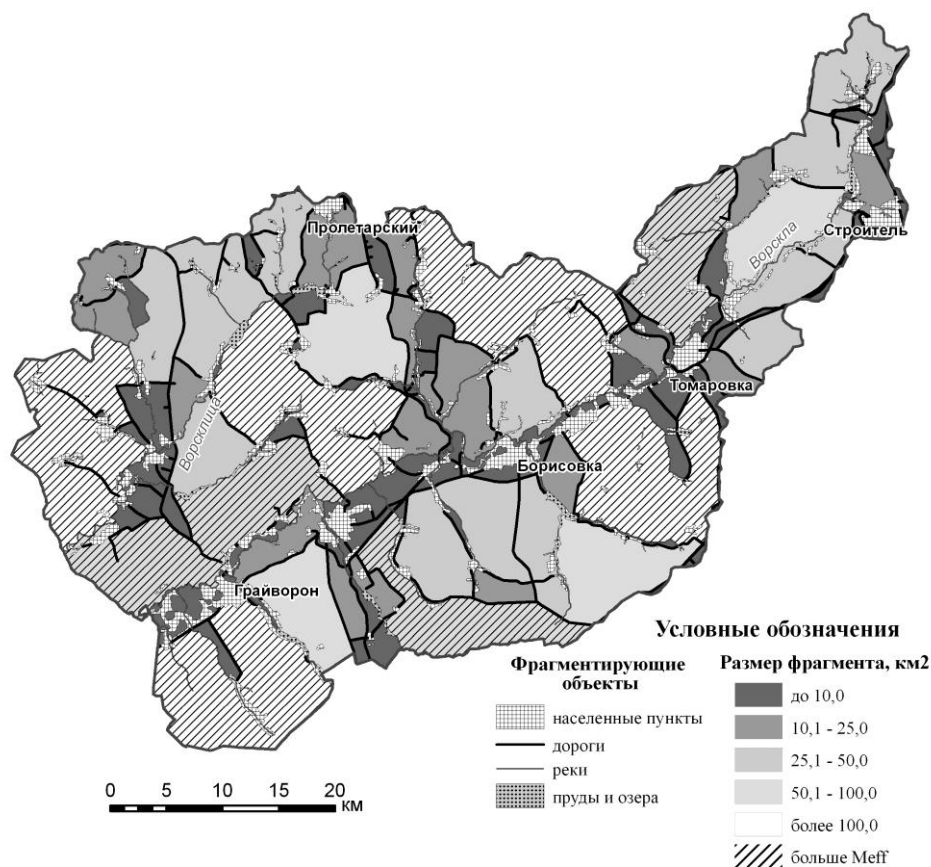 Пролетарский
Строитель
Ворскла
Томаровка
Ворсклица
Борисовка
Грайворон
Условные обозначения
Фрагментирующие
объекты
населенные пункты
дороги
реки
пруды и озера
Размер фрагмента, км2
до 10,0
10,1 - 25,0
25,1 - 50,0
50,1 - 100,0
более 100,0
больше Meff
0 5 10 15 20
км